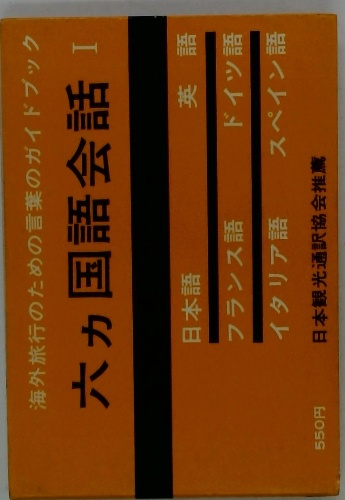 海外旅行のための言葉のガイドブック
六ヵ国語会話 I
日本語 英語
フランス語 ドイツ語
イタリア語 スペイン語
日本観光通訳協会推薦
550円